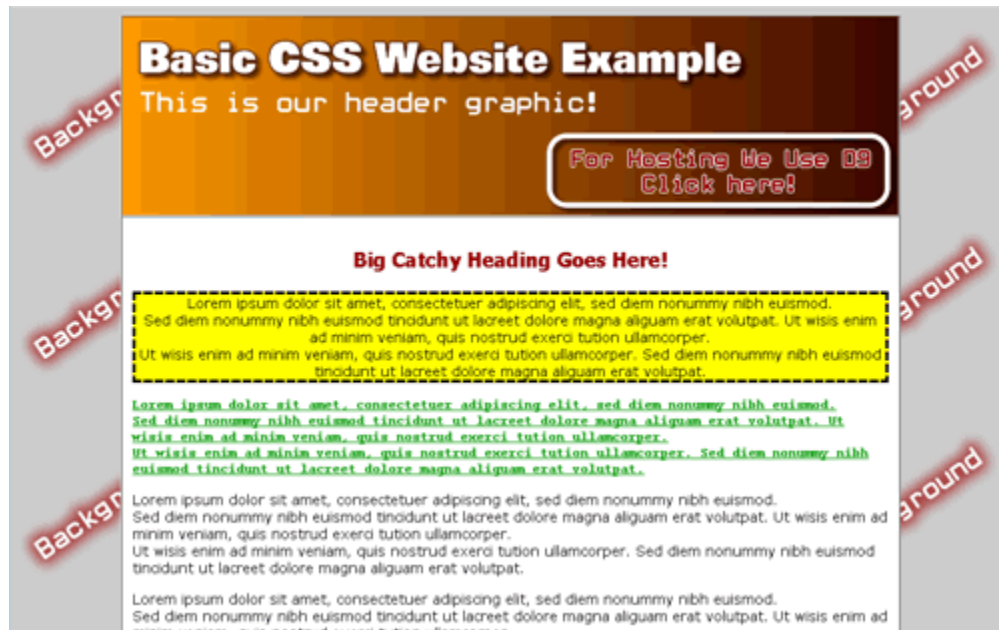 Basic CSS Website Example
This is our header graphic!
For Hosting We Use D9
Click here!
Big Catchy Heading Goes Here!
Lorem ipsum dolor sit amet, consectetuer adipiscing elit, sed diem nonummy nibh euismod.
Sed diem nonummy nibh euismod tincidunt ut lacreet dolore magna aliguam erat volutpat. Ut wisis enim
ad minim veniam, quis nostrud exerci tution ullamcorper.
Ut wisis enim ad minim veniam, quis nostrud exerci tution ullamcorper. Sed diem nonummy nibh euismod
tincidunt ut lacreet dolore magna aliguam erat volutpat.
Lorem ipsum dolor sit amet, consectetuer adipiscing elit, sed diem nonummy nibh euismod.
Sed diem nonummy nibh euismod tincidunt ut lacreet dolore magna aliguam erat volutpat. Ut
wisis enim ad minim veniam, quis nostrud exerci tution ullamcorper.
Ut wisis enim ad minim veniam, quis nostrud exerci tution ullamcorper. Sed diem nonummy nibh
euismod tincidunt ut lacreet dolore magna aliguam erat volutpat.
Lorem ipsum dolor sit amet, consectetuer adipiscing elit, sed diem nonummy nibh euismod.
Sed diem nonummy nibh euismod tincidunt ut lacreet dolore magna aliguam erat volutpat. Ut wisis enim ad
minim veniam, quis nostrud exerci tution ullamcorper.
Ut wisis enim ad minim veniam, quis nostrud exerci tution ullamcorper. Sed diem nonummy nibh euismod
tincidunt ut lacreet dolore magna aliguam erat volutpat.
Lorem ipsum dolor sit amet, consectetuer adipiscing elit, sed diem nonummy nibh euismod.
Sed diem nonummy nibh euismod tincidunt ut lacreet dolore magna aliguam erat volutpat. Ut wisis enim ad
Backgr
ground
Backgr
ground
Backgr
ground